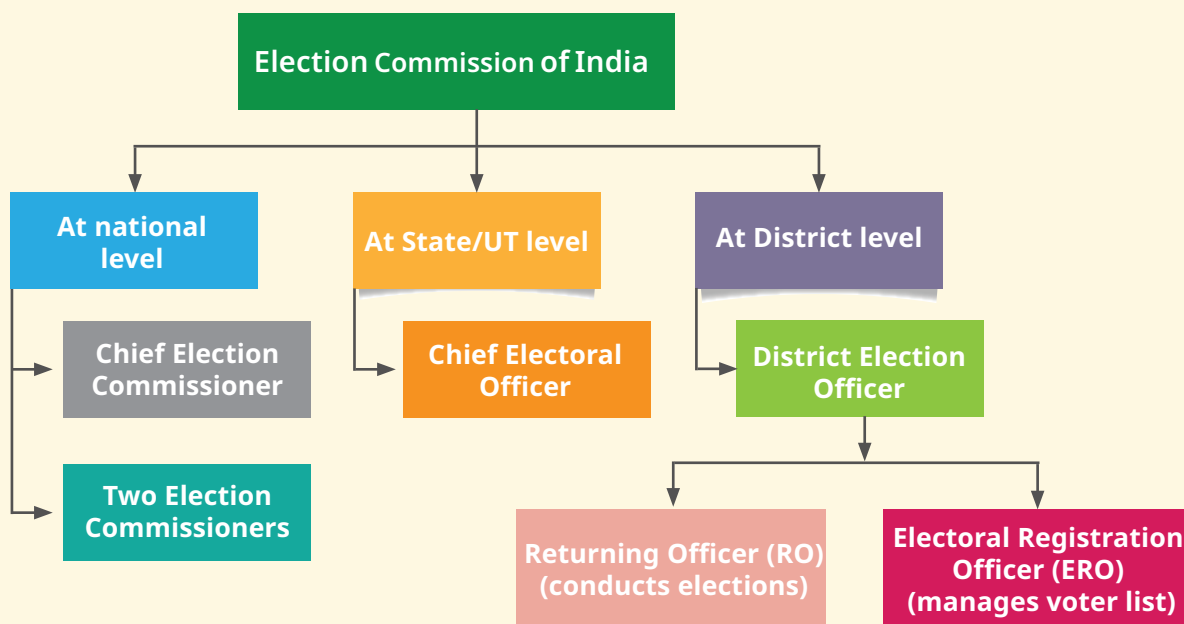 Election Commission of India
At national
level
At State/UT level
At District level
Chief Election
Commissioner
Chief Electoral
Officer
District Election
Officer
Two Election
Commissioners
Returning Officer (RO)
(conducts elections)
Electoral Registration
Officer (ERO)
(manages voter list)